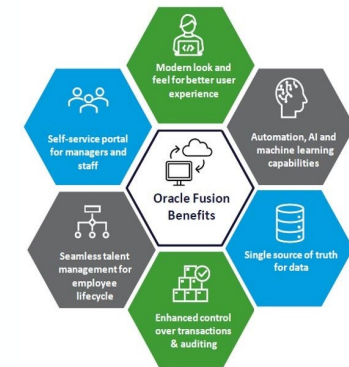 Modern look and
feel for better user
experience
Self-service portal
for managers and
staff
Automation, AI and
machine learning
capabilities
Oracle Fusion
Benefits
Seamless talent
management for
employee
lifecycle
Single source of truth
for data
Enhanced control
over transactions
& auditing